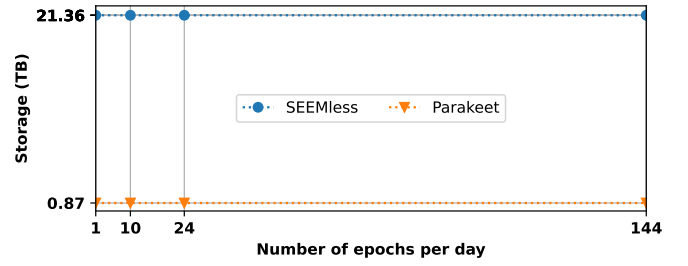 21.36
Storage (TB)
SEEMless
Parakeet
0.87
1 10 24 144
Number of epochs per day